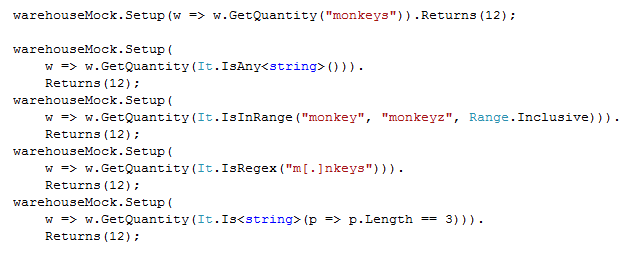 warehouseMock.Setup(w => w.GetQuantity("monkeys")).Returns(12);
warehouseMock.Setup(
w => w.GetQuantity(It.IsAny<string>())).
Returns(12);
warehouseMock.Setup(
w => w.GetQuantity(It.IsInRange("monkey", "monkeyz", Range.Inclusive))).
Returns(12);
warehouseMock.Setup(
w => w.GetQuantity(It.IsRegex("m[.]nkeys"))).
Returns(12);
warehouseMock.Setup(
w => w.GetQuantity(It.Is<string>(p => p.Length == 3))).
Returns(12);